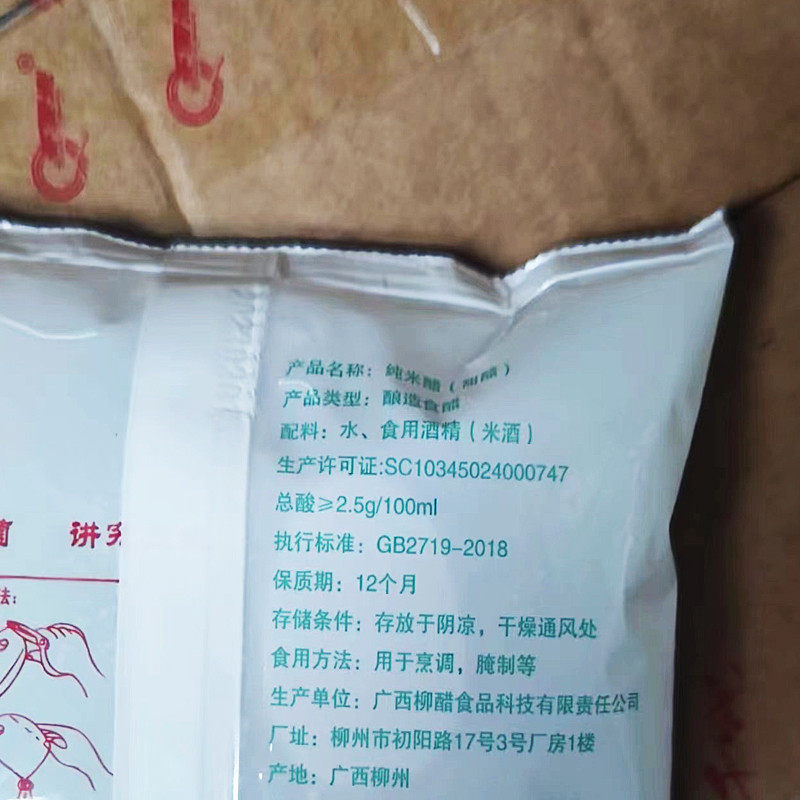 产品名称：纯米醋（甜醋）
产品类型：酿造食醋
配料：水、食用酒精（米酒）
生产许可证:SC10345024000747
总酸≥2.5g/100ml
执行标准：GB2719-2018
保质期：12个月
存储条件：存放于阴凉，干燥通风处
食用方法：用于烹调，腌制等
生产单位：广西柳醋食品科技有限责任公司
厂址：柳州市初阳路17号3号厂房1楼
产地：广西柳州
讲
法：